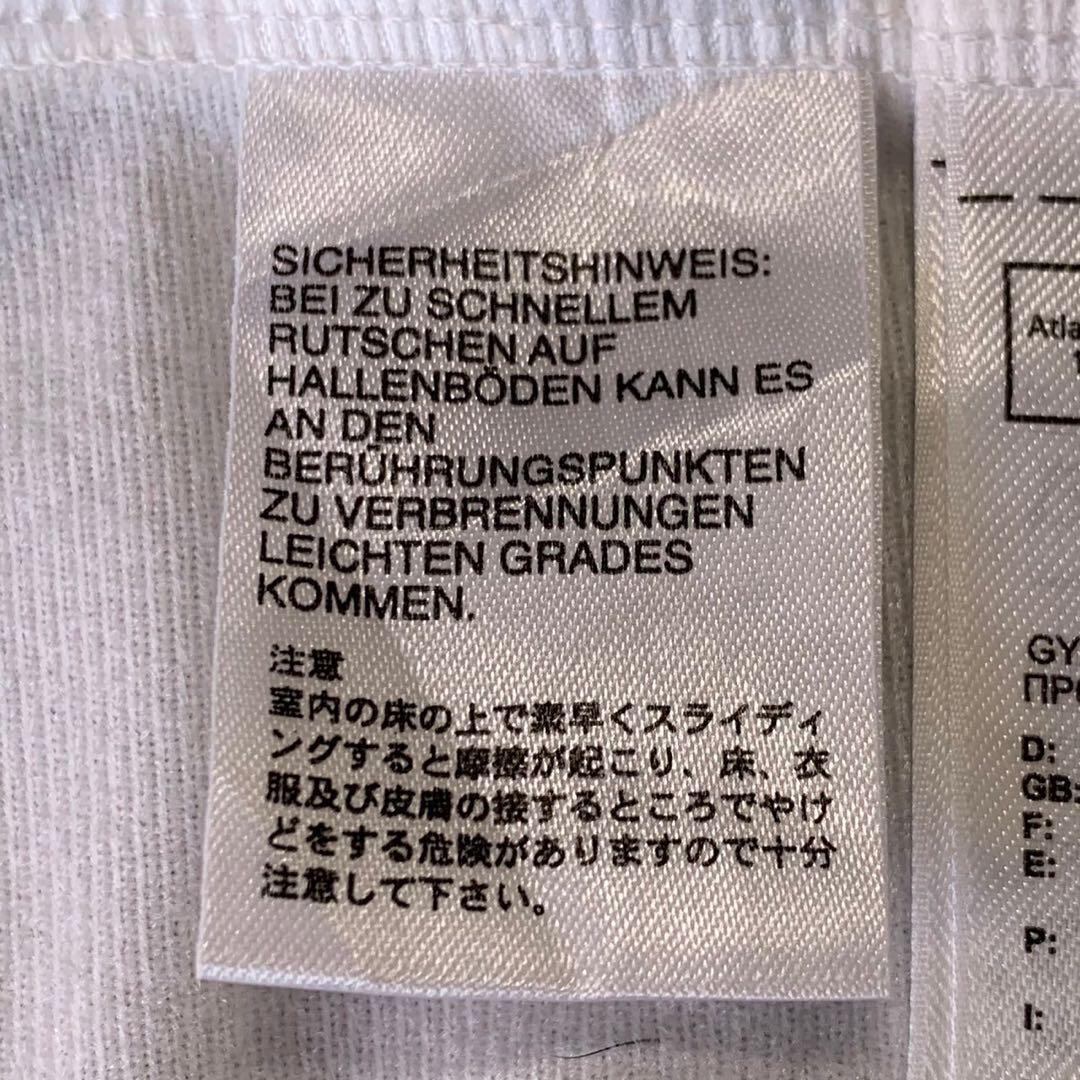 SICHERHEITSHINWEIS:
BEI ZU SCHNELLEM
RUTSCHEN AUF
HALLENBÖDEN KANN ES
AN DEN
BERÜHRUNGSPUNKTEN
ZU VERBRENNUNGEN
LEICHTEN GRADES
KOMMEN.
注意
室内の床の上で素早くスライディ
ングすると摩擦が起こり、床、衣
服及び皮膚の接するところでやけ
どをする危険がありますので十分
注意して下さい。
D:
GB:
F:
E:
P:
I: